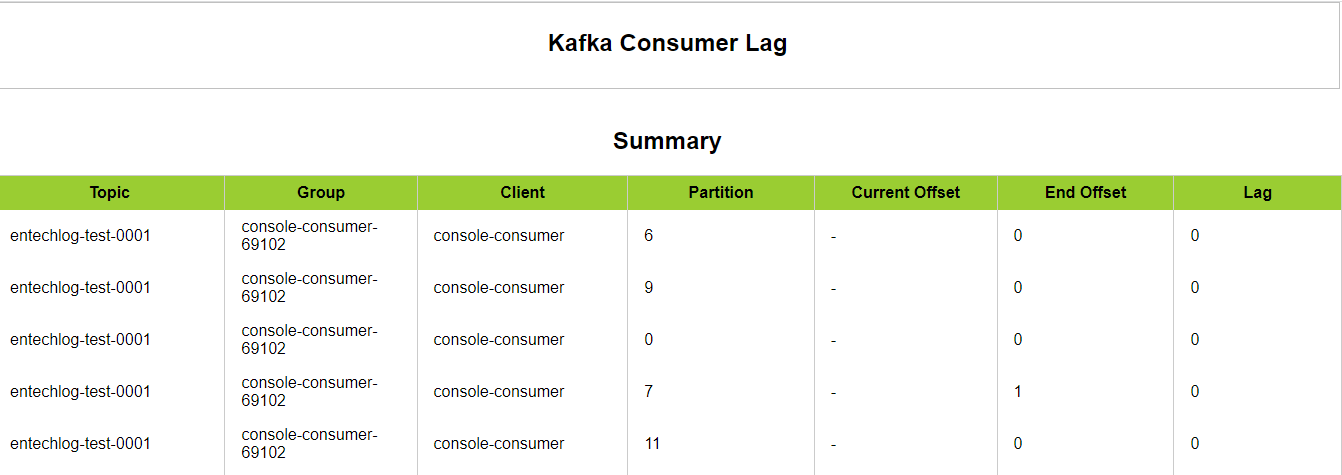 Kafka Consumer Lag
Summary
Topic Group Client Partition Current Offset End Offset Lag
entechlog-test-0001 console-consumer-69102 console-consumer 6 - 0 0
entechlog-test-0001 console-consumer-69102 console-consumer 9 - 0 0
entechlog-test-0001 console-consumer-69102 console-consumer 0 - 0 0
entechlog-test-0001 console-consumer-69102 console-consumer 7 - 1 0
entechlog-test-0001 console-consumer-69102 console-consumer 11 - 0 0